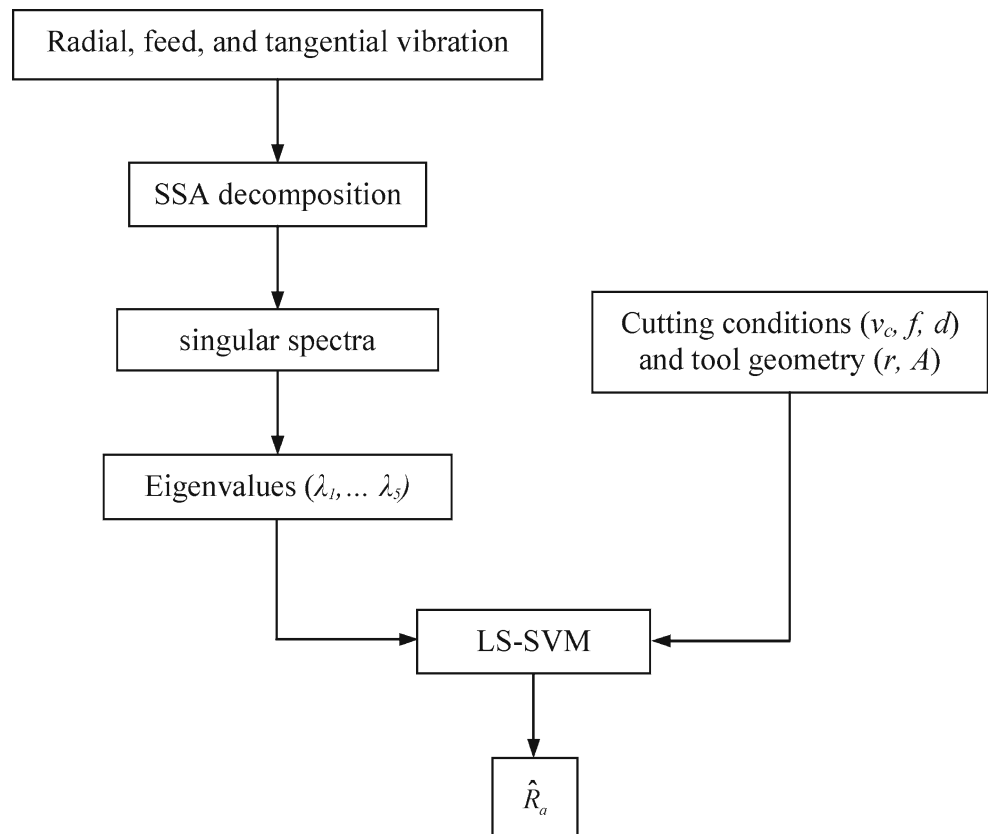 Radial, feed, and tangential vibration
SSA decomposition
singular spectra
Eigenvalues (λ₁,... λ₅)
Cutting conditions (v_c, f, d)
and tool geometry (r, A)
LS-SVM
R̂ₐ